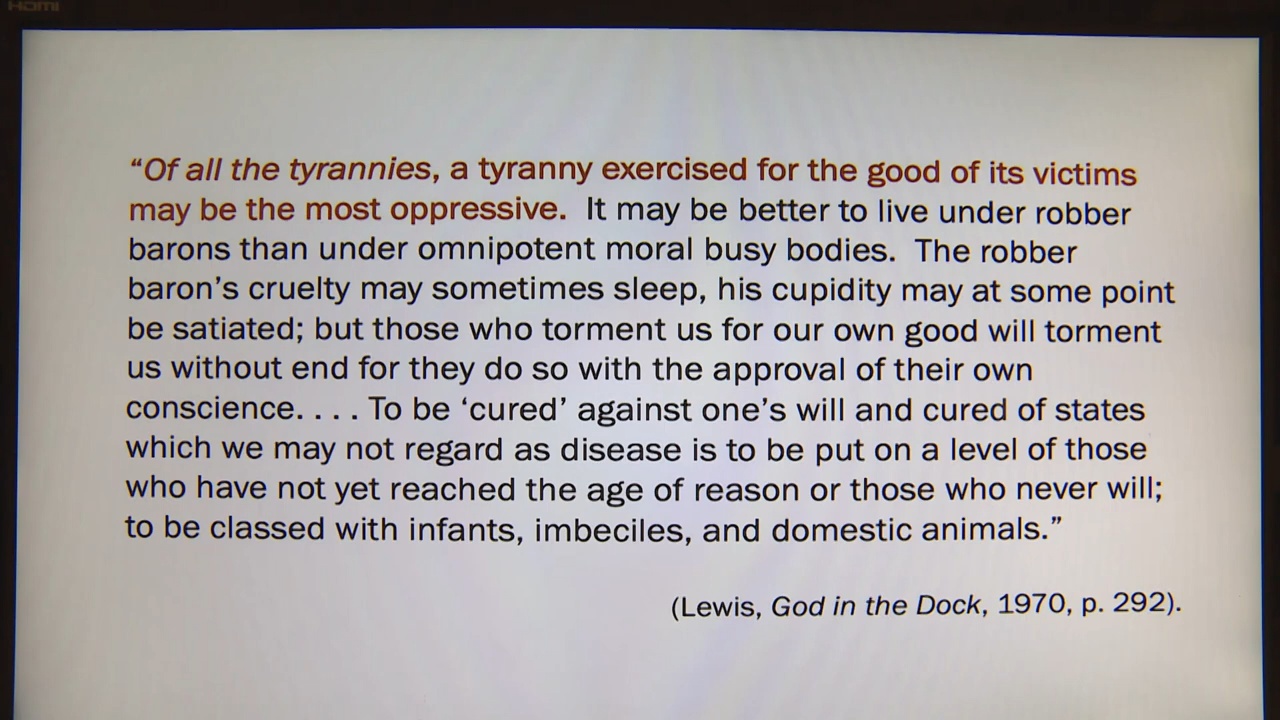 HDMI
“Of all the tyrannies, a tyranny exercised for the good of its victims
may be the most oppressive.  It may be better to live under robber
barons than under omnipotent moral busy bodies.  The robber
baron’s cruelty may sometimes sleep, his cupidity may at some point
be satiated; but those who torment us for our own good will torment
us without end for they do so with the approval of their own
conscience. . . . To be ‘cured’ against one’s will and cured of states
which we may not regard as disease is to be put on a level of those
who have not yet reached the age of reason or those who never will;
to be classed with infants, imbeciles, and domestic animals.”
(Lewis, God in the Dock, 1970, p. 292).